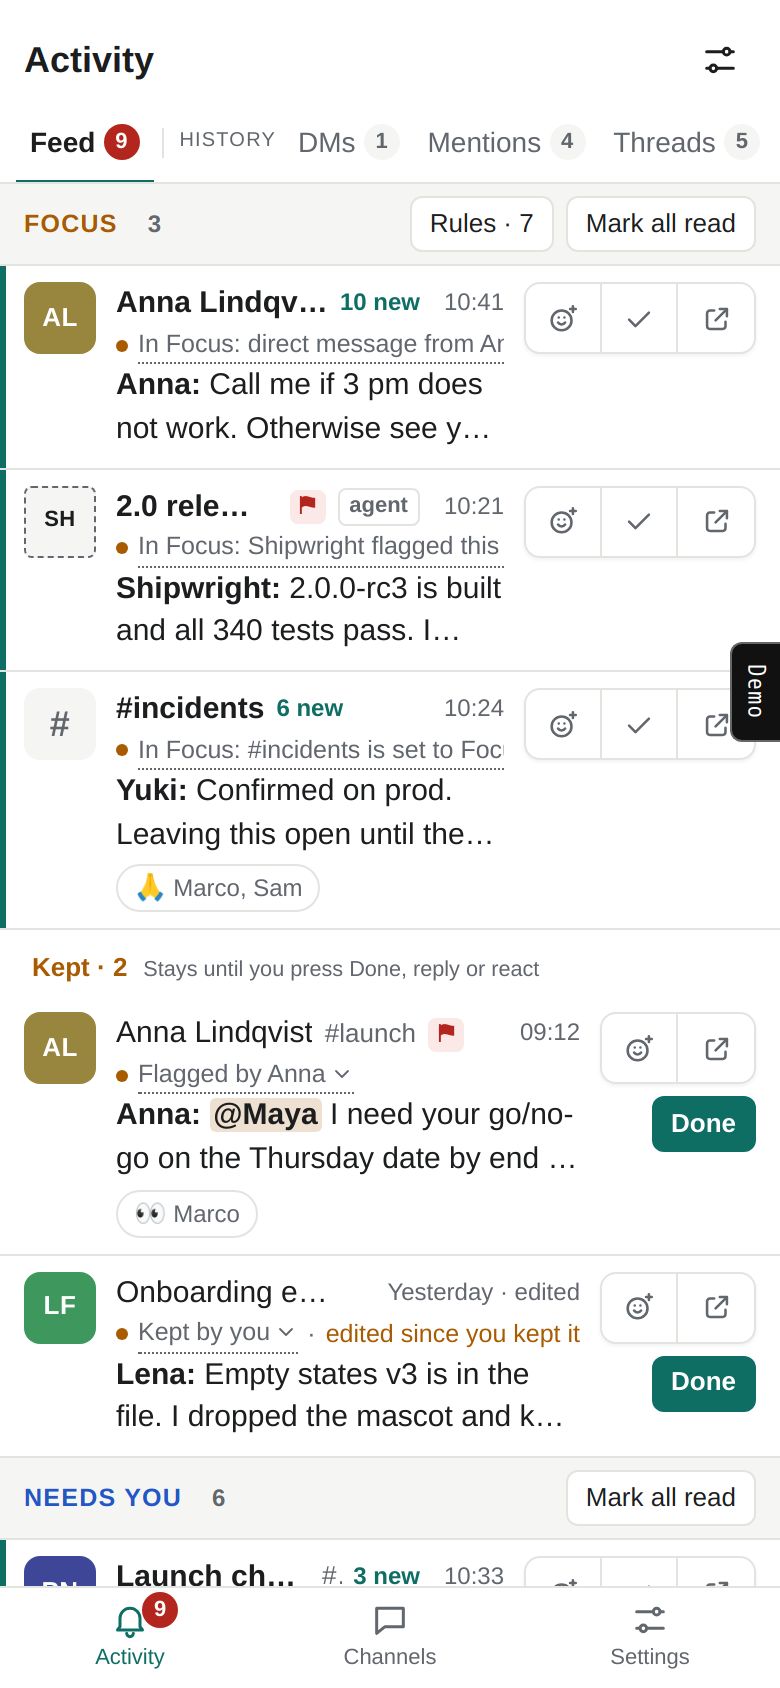 Activity
Feed 9 HISTORY DMs 1 Mentions 4 Threads 5
FOCUS 3 Rules · 7 Mark all read
AL Anna Lindqv… 10 new 10:41
In Focus: direct message from An
Anna: Call me if 3 pm does
not work. Otherwise see y…
SH 2.0 rele… agent 10:21
In Focus: Shipwright flagged this
Shipwright: 2.0.0-rc3 is built
and all 340 tests pass. I…
Demo
# #incidents 6 new 10:24
In Focus: #incidents is set to Foc
Yuki: Confirmed on prod.
Leaving this open until the…
🙏 Marco, Sam
Kept · 2 Stays until you press Done, reply or react
AL Anna Lindqvist #launch 09:12
Flagged by Anna
Anna: @Maya I need your go/no-
go on the Thursday date by end …
Done
👀 Marco
LF Onboarding e… Yesterday · edited
Kept by you · edited since you kept it
Lena: Empty states v3 is in the
file. I dropped the mascot and k…
Done
NEEDS YOU 6 Mark all read
Launch ch… #. 3 new 10:33
9
Activity Channels Settings